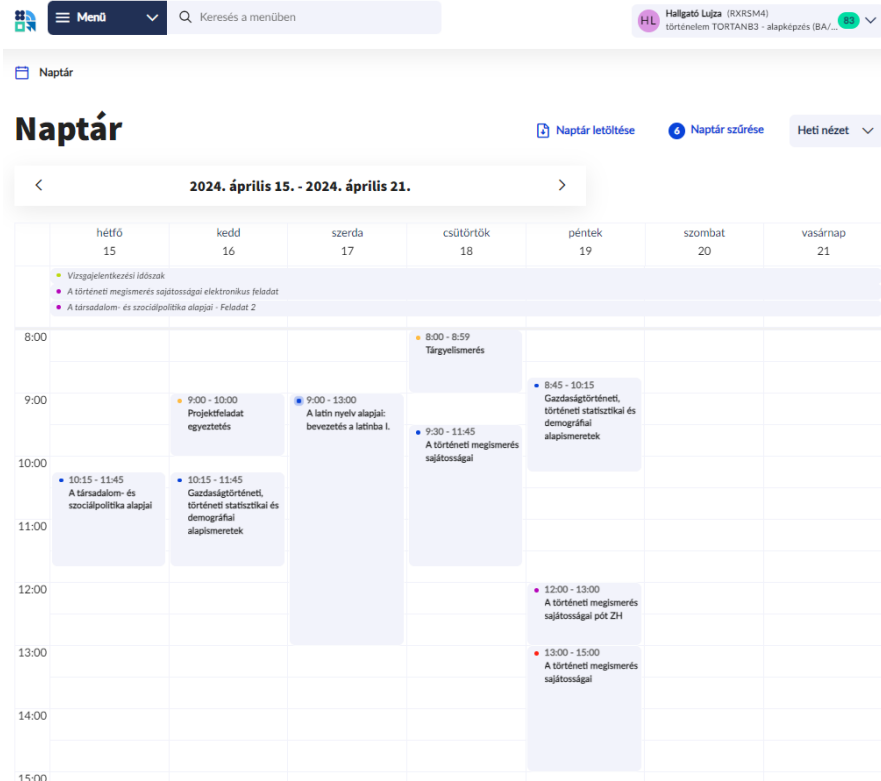 Menü
Keresés a menüben
HL
Hallgató Lujza (RXRSM4)
történelem TORTANB3 - alapképzés (BA/...
83
Naptár
Naptár
Naptár letöltése
6 Naptár szűrése
Heti nézet
2024. április 15. - 2024. április 21.
hétfő kedd szerda csütörtök péntek szombat vasárnap
15 16 17 18 19 20 21
Vizsgajelentkezési időszak
A történeti megismerés sajátosságai elektronikus feladat
A társadalom- és szociálpolitika alapjai - Feladat 2
8:00
8:00 - 8:59
Tárgyelismerés
8:45 - 10:15
Gazdaságtörténeti,
történeti statisztikai és
demográfiai
alapismeretek
9:00
9:00 - 10:00
Projektfeladat
egyeztetés
9:00 - 13:00
A latin nyelv alapjai:
bevezetés a latinba I.
9:30 - 11:45
A történeti megismerés
sajátosságai
10:00
10:15 - 11:45
A társadalom- és
szociálpolitika alapjai
10:15 - 11:45
Gazdaságtörténeti,
történeti statisztikai és
demográfiai
alapismeretek
11:00
12:00
12:00 - 13:00
A történeti megismerés
sajátosságai pót ZH
13:00
13:00 - 15:00
A történeti megismerés
sajátosságai
14:00
15:00